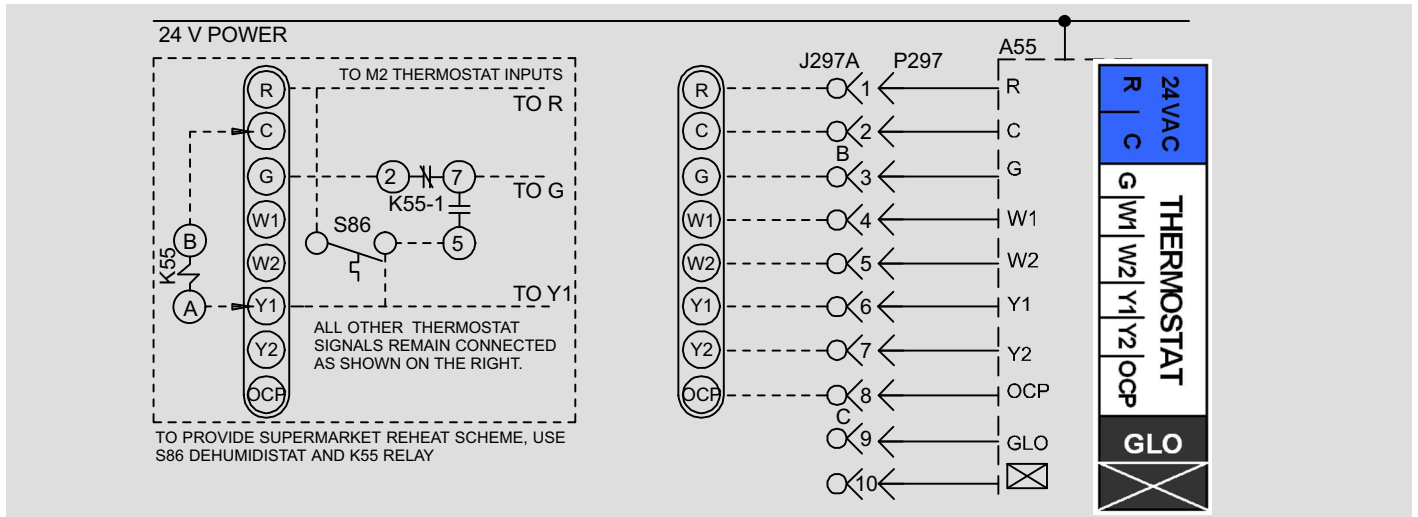 24 V POWER
TO M2 THERMOSTAT INPUTS
R
TO R
C
G
2
7
TO G
K55-1
W1
S86
5
B
K55
W2
A
Y1
TO Y1
ALL OTHER THERMOSTAT
SIGNALS REMAIN CONNECTED
AS SHOWN ON THE RIGHT.
Y2
OCP
TO PROVIDE SUPERMARKET REHEAT SCHEME, USE
S86 DEHUMIDISTAT AND K55 RELAY
J297A P297 A55
R 1 R
C 2 C
B
G 3 G
W1 4 W1
W2 5 W2
Y1 6 Y1
Y2 7 Y2
OCP 8 OCP
C
9 GLO
10
24VAC
R C
THERMOSTAT
G W1 W2 Y1 Y2 OCP
GLO